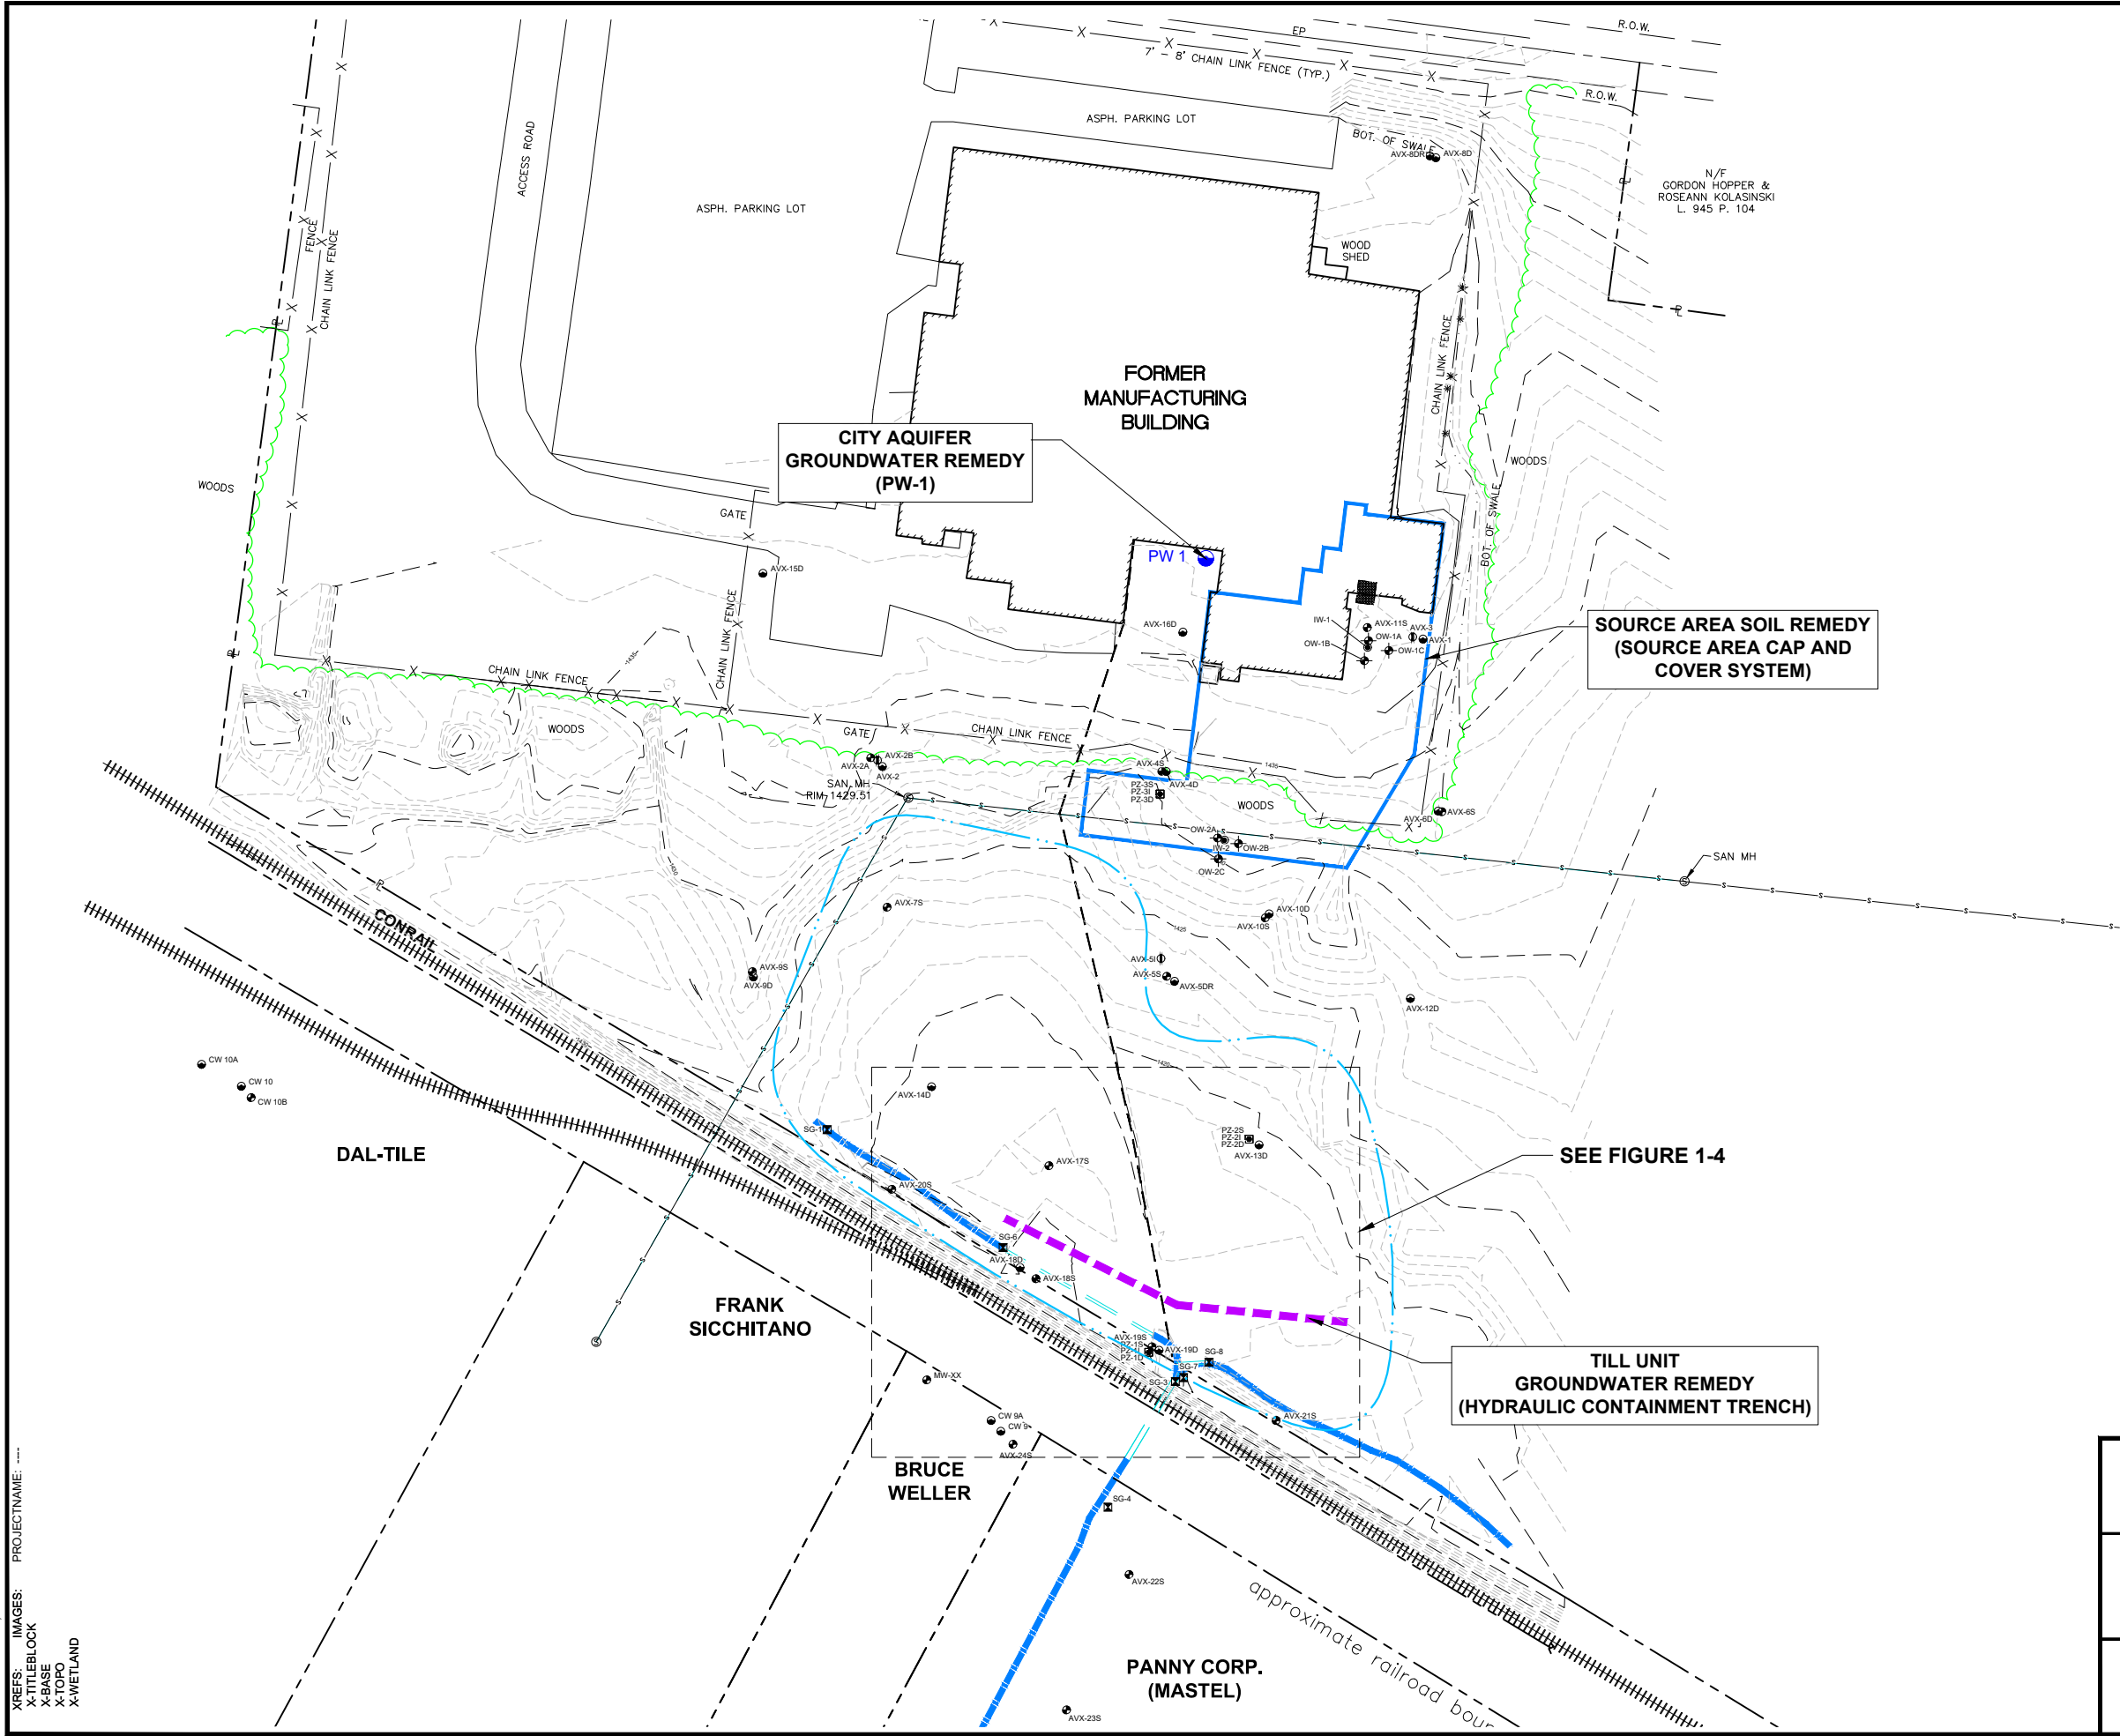 R.O.W.
EP
7' - 8' CHAIN LINK FENCE (TYP.)
R.O.W.
ASPH. PARKING LOT
BOT. OF SWALE
AVX-8DR
AVX-8D
ACCESS ROAD
N/F
GORDON HOPPER &
ROSEANN KOLASINSKI
L. 945 P. 104
ASPH. PARKING LOT
FENCE
CHAIN LINK FENCE
WOOD
SHED
CHAIN LINK FENCE
FORMER
MANUFACTURING
BUILDING
CITY AQUIFER
GROUNDWATER REMEDY
(PW-1)
WOODS
WOODS
BOT. OF SWALE
GATE
PW 1
AVX-15D
CHAIN LINK FENCE
AVX-16D
IW-1
AVX-11S
AVX-3
OW-1A
AVX-1
OW-1B
OW-1C
SOURCE AREA SOIL REMEDY
(SOURCE AREA CAP AND
COVER SYSTEM)
1435
CHAIN LINK FENCE
WOODS
GATE
CHAIN LINK FENCE
AVX-2B
AVX-2A
AVX-2
SAN MH
RIM 1429.51
AVX-4S
AVX-4D
PZ-3S
PZ-3I
PZ-3D
1435
WOODS
AVX-6D
AVX-6S
OW-2A
IW-2
OW-2B
OW-2C
SAN MH
1430
CONRAIL
AVX-7S
AVX-10D
AVX-10S
1425
AVX-9S
AVX-9D
AVX-5I
AVX-5S
AVX-5DR
AVX-12D
CW 10A
CW 10
CW 10B
AVX-14D
DAL-TILE
SG-1
PZ-2S
PZ-2I
PZ-2D
AVX-13D
SEE FIGURE 1-4
AVX-17S
AVX-20S
SG-6
AVX-18D
AVX-18S
FRANK
SICCHITANO
AVX-19S
PZ-1S
PZ-1I
PZ-1D
AVX-19D
SG-8
SG-7
SG-3
TILL UNIT
GROUNDWATER REMEDY
(HYDRAULIC CONTAINMENT TRENCH)
MW-XX
CW 9A
CW 9
AVX-24S
AVX-21S
BRUCE
WELLER
SG-4
AVX-22S
approximate railroad bour
PANNY CORP.
(MASTEL)
AVX-23S
XREFS: IMAGES: PROJECTNAME: ----
X-TITLEBLOCK
X-BASE
X-TOPO
X-WETLAND